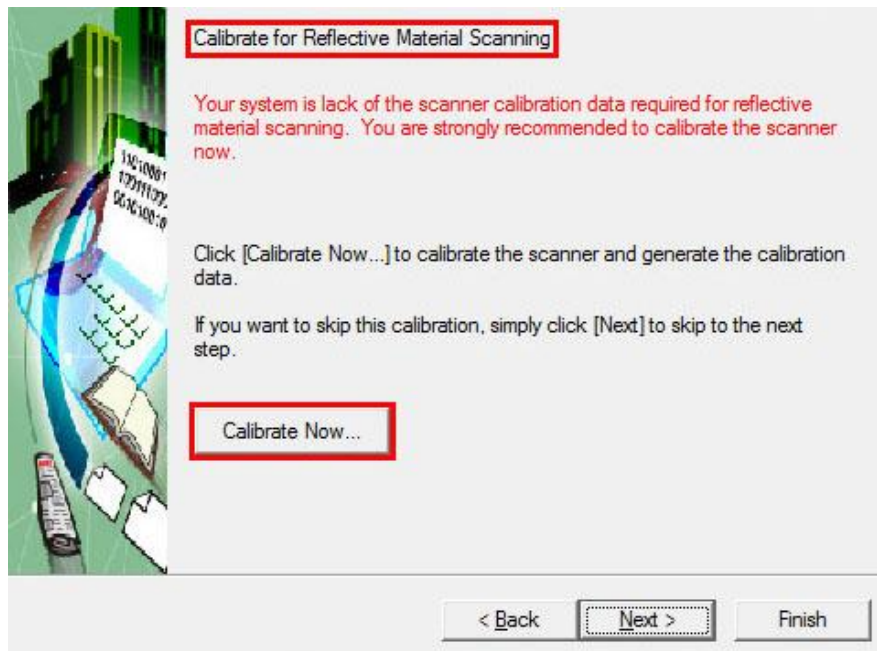 Calibrate for Reflective Material Scanning
Your system is lack of the scanner calibration data required for reflective
material scanning. You are strongly recommended to calibrate the scanner
now.
Click [Calibrate Now...] to calibrate the scanner and generate the calibration
data.
If you want to skip this calibration, simply click [Next] to skip to the next
step.
Calibrate Now...
< Back
Next >
Finish